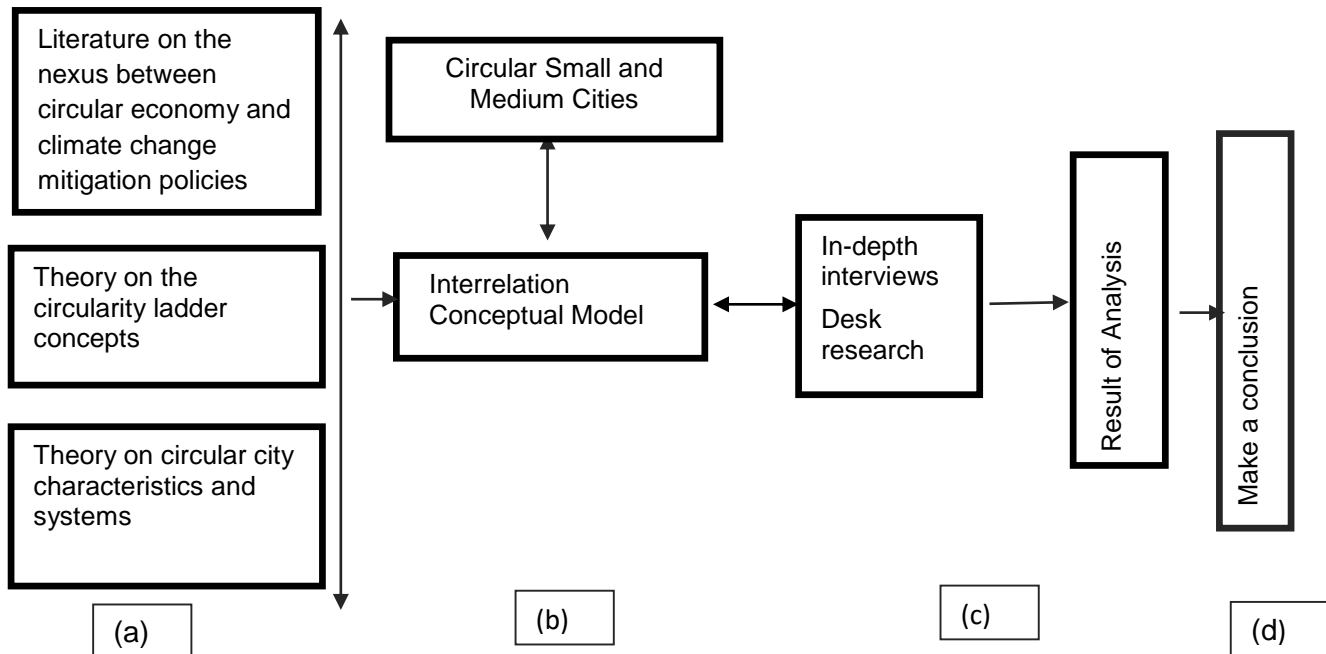 Literature on the
nexus between
circular economy and
climate change
mitigation policies
Theory on the
circularity ladder
concepts
Theory on circular city
characteristics and
systems
(a)
Circular Small and
Medium Cities
Interrelation
Conceptual Model
(b)
In-depth
interviews
Desk
research
Result of Analysis
(c)
Make a conclusion
(d)